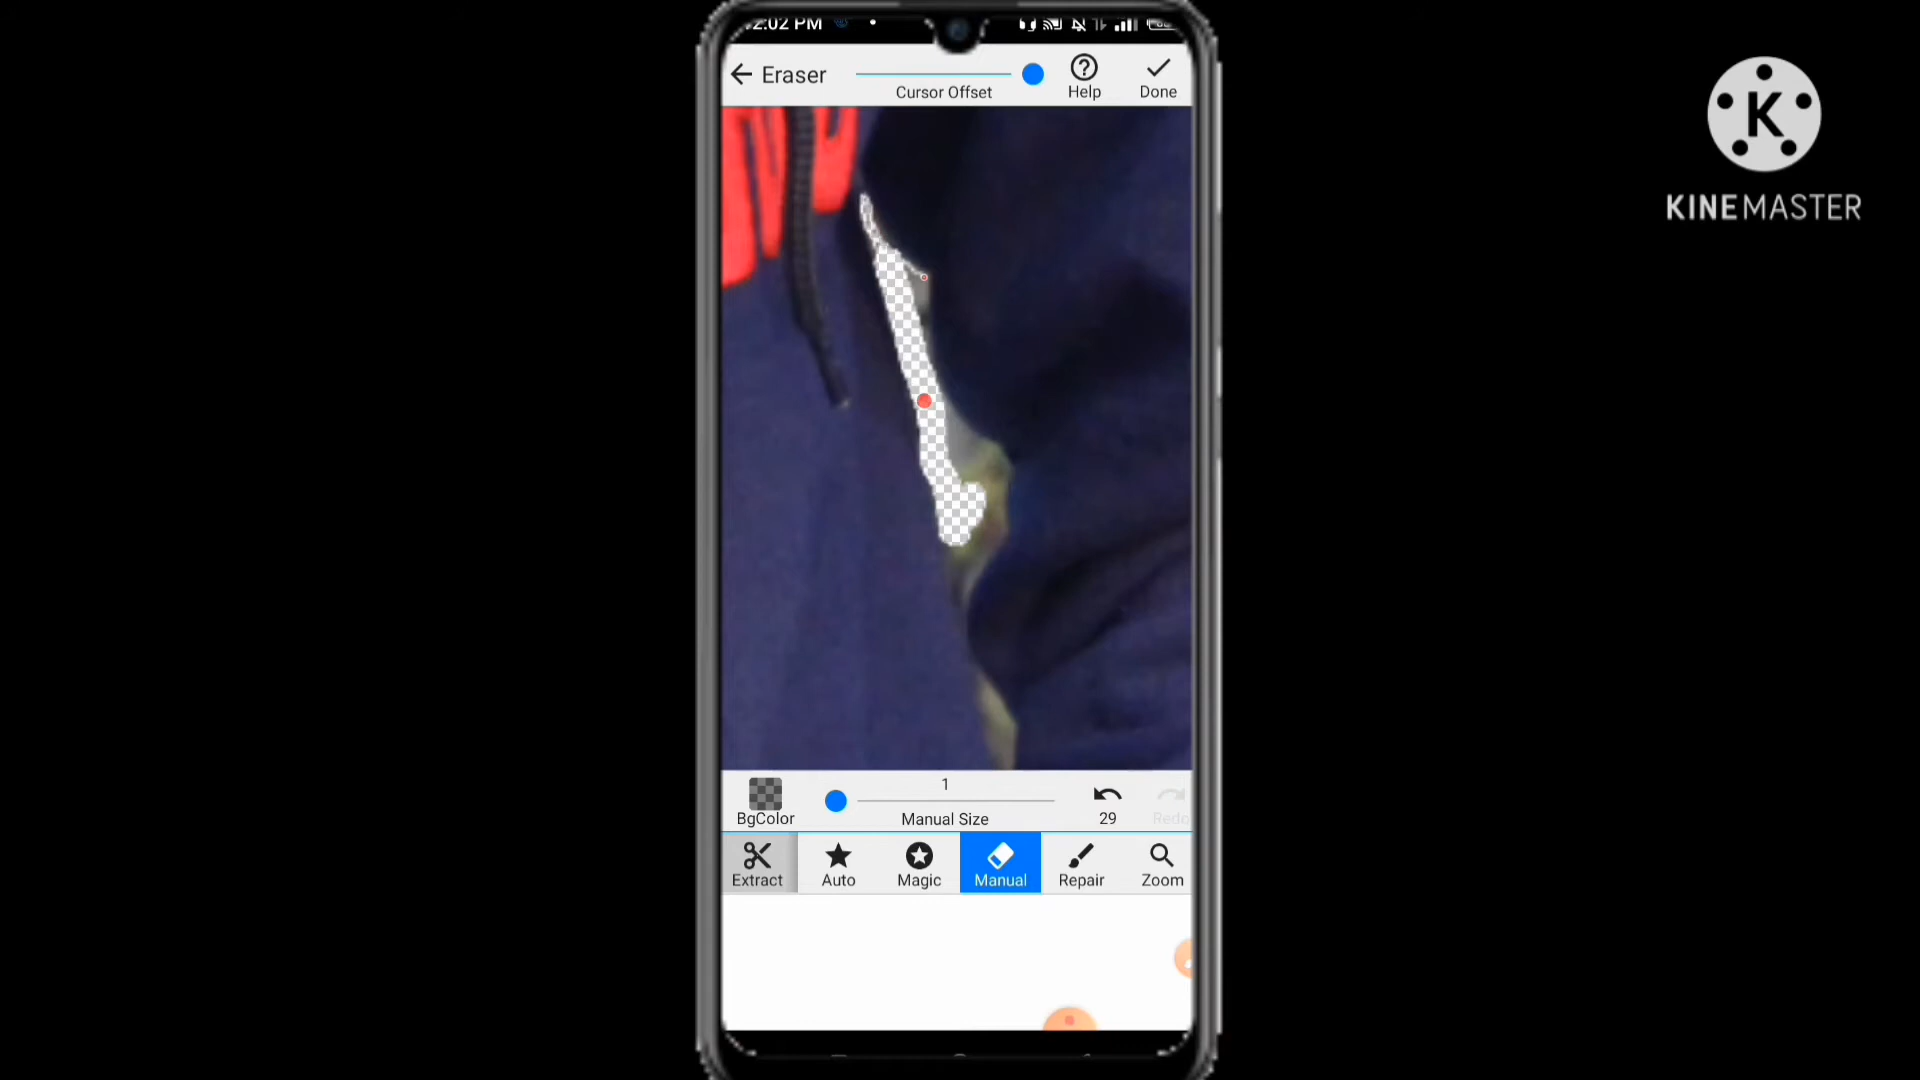 2:02 PM
Eraser
Cursor Offset
Help
Done
K
KINEMASTER
1
BgColor
Manual Size
29
Redo
Extract
Auto
Magic
Manual
Repair
Zoom